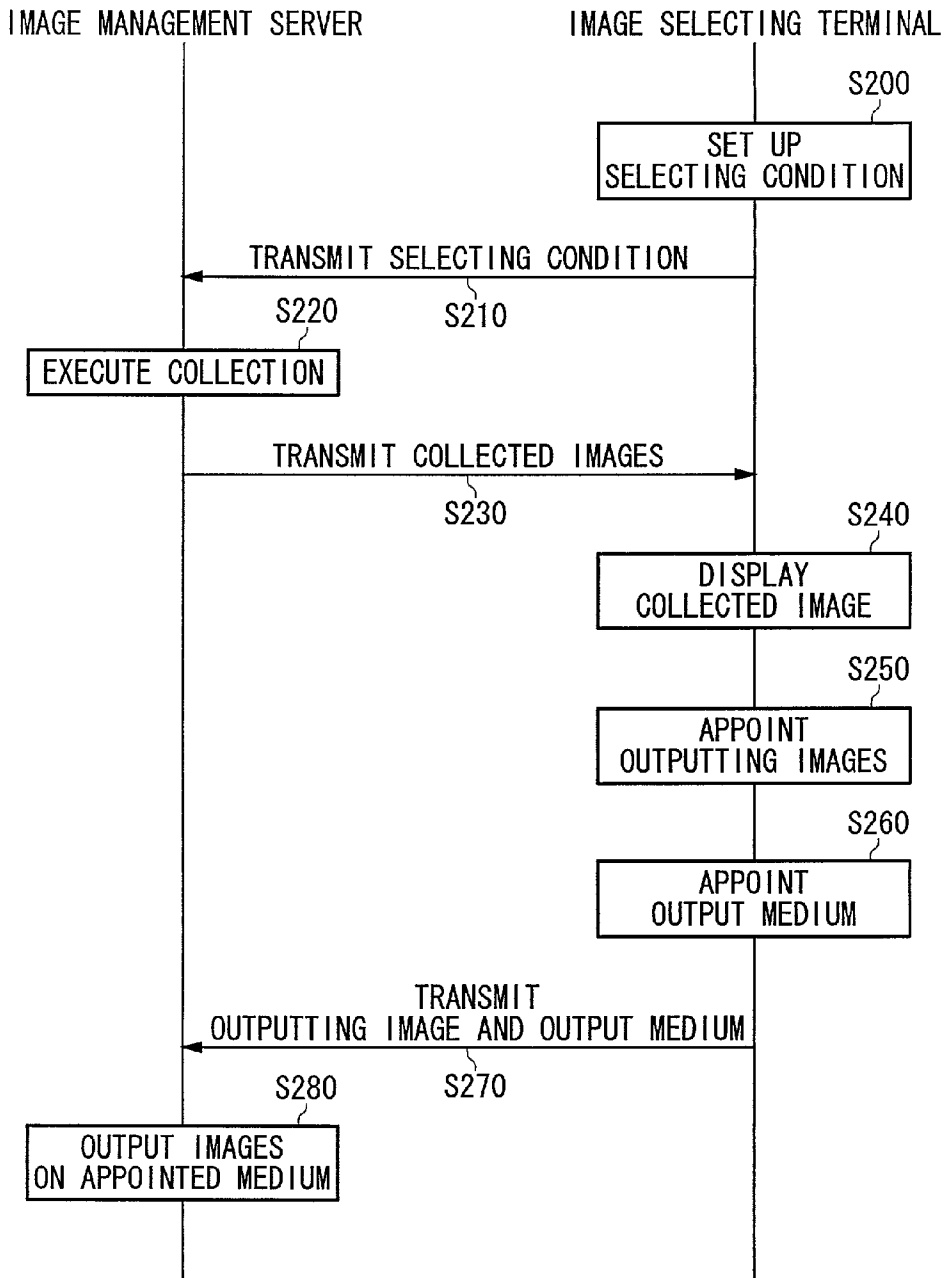 IMAGE MANAGEMENT SERVER
IMAGE SELECTING TERMINAL
S200
SET UP
SELECTING CONDITION
TRANSMIT SELECTING CONDITION
S210
S220
EXECUTE COLLECTION
TRANSMIT COLLECTED IMAGES
S230
S240
DISPLAY
COLLECTED IMAGE
S250
APPOINT
OUTPUTTING IMAGES
S260
APPOINT
OUTPUT MEDIUM
TRANSMIT
OUTPUTTING IMAGE AND OUTPUT MEDIUM
S270
S280
OUTPUT IMAGES
ON APPOINTED MEDIUM